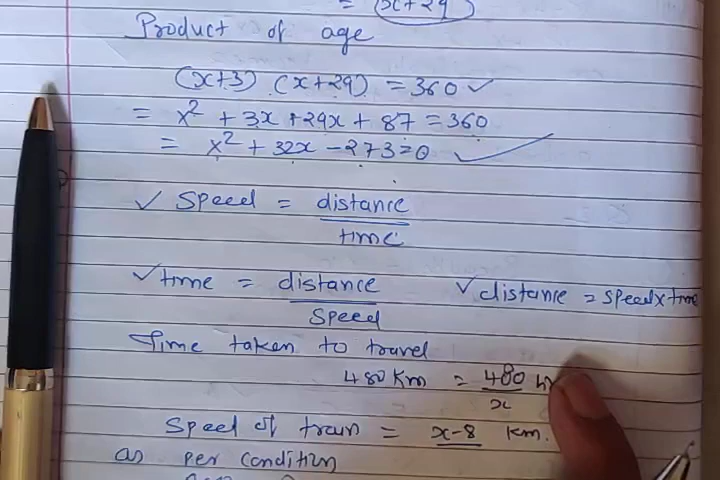 = (x+29)
Product of age
(x+3) (x+29) = 360 ✓
= x² + 3x + 29x + 87 = 360
= x² + 32x - 273 = 0 ✓
✓ Speed = distance
time
✓ time = distance ✓ distance = speed x time
Speed
Time taken to travel
480 Km = 480
x
Speed of train = x-8 km.
as per condition